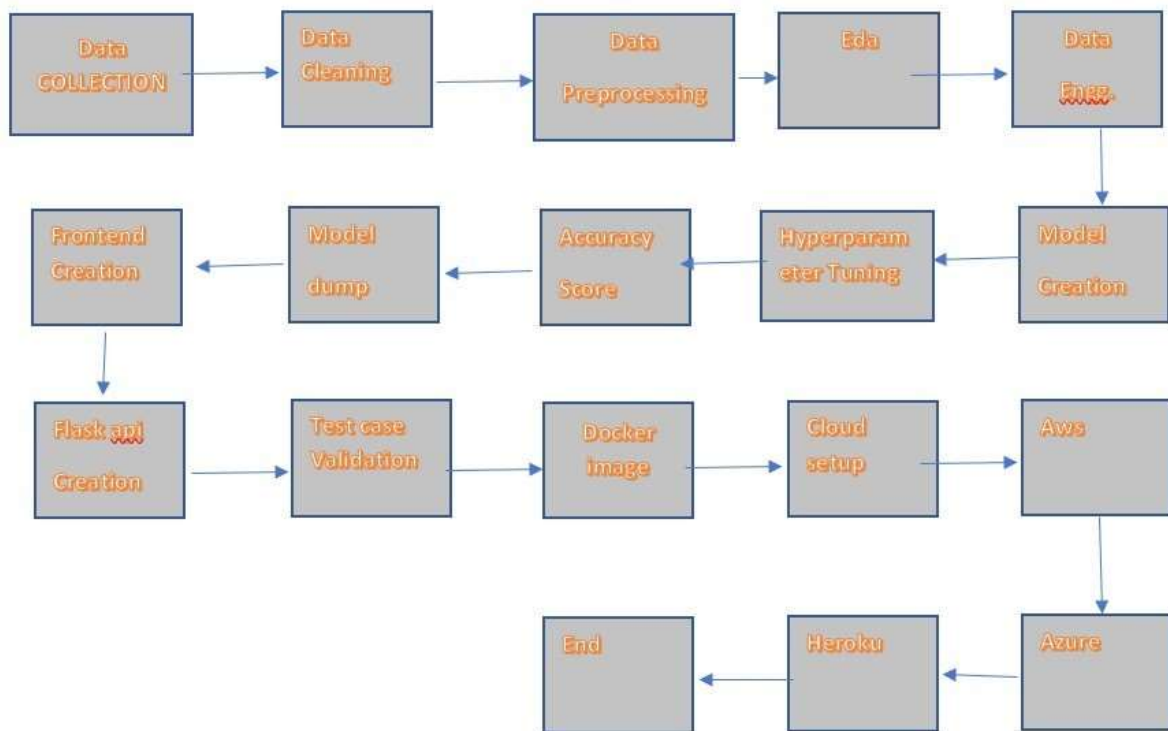 Data
COLLECTION
Data
Cleaning
Data
Preprocessing
Eda
Data
Engg.
Frontend
Creation
Model
dump
Accuracy
Score
Hyperparam
eter Tuning
Model
Creation
Flask api
Creation
Test case
Validation
Docker
image
Cloud
setup
Aws
End
Heroku
Azure